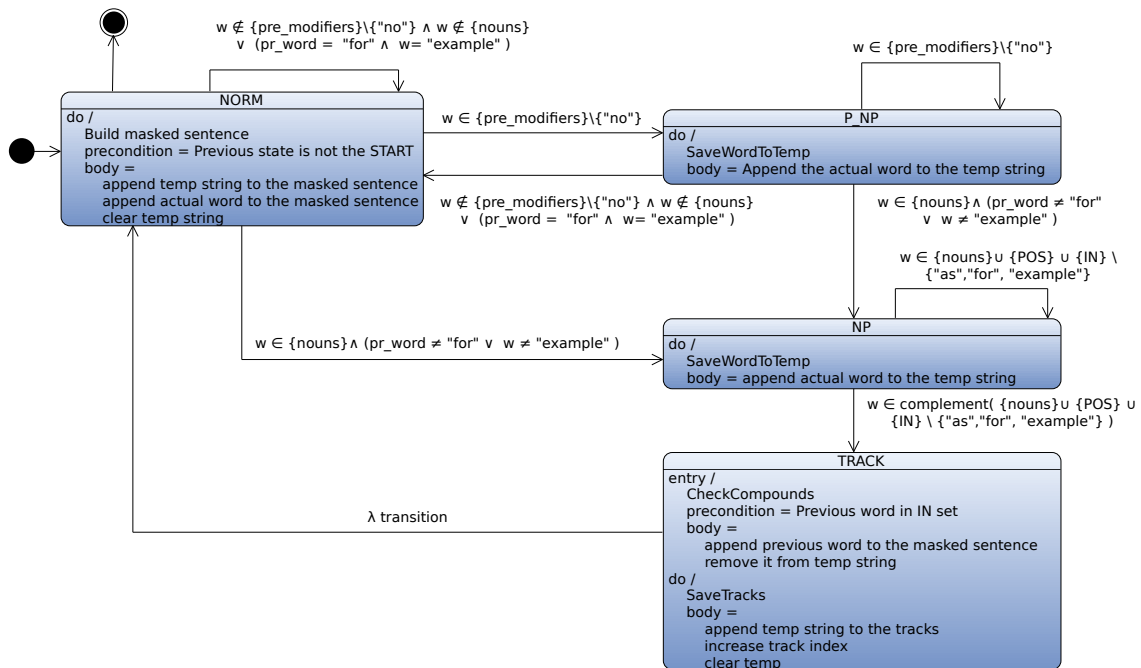 w ∉ {pre_modifiers}\{"no"} ∧ w ∉ {nouns}
∨ (pr_word = "for" ∧ w= "example" )
w ∈ {pre_modifiers}\{"no"}
NORM
do /
Build masked sentence
precondition = Previous state is not the START
body =
append temp string to the masked sentence
append actual word to the masked sentence
clear temp string
w ∈ {pre_modifiers}\{"no"}
P_NP
do /
SaveWordToTemp
body = Append the actual word to the temp string
w ∉ {pre_modifiers}\{"no"} ∧ w ∉ {nouns}
∨ (pr_word = "for" ∧ w= "example" )
w ∈ {nouns}∧ (pr_word ≠ "for"
∨ w ≠ "example" )
w ∈ {nouns}∪ {POS} ∪ {IN} \
{"as","for", "example"}
w ∈ {nouns}∧ (pr_word ≠ "for" ∨ w ≠ "example" )
NP
do /
SaveWordToTemp
body = append actual word to the temp string
w ∈ complement( {nouns}∪ {POS} ∪
{IN} \ {"as","for", "example"} )
λ transition
TRACK
entry /
CheckCompounds
precondition = Previous word in IN set
body =
append previous word to the masked sentence
remove it from temp string
do /
SaveTracks
body =
append temp string to the tracks
increase track index
clear temp